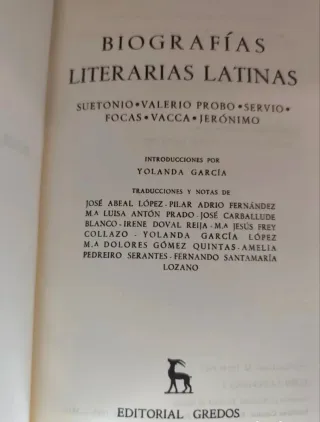 BIOGRAFÍAS
LITERARIAS LATINAS
SUETONIO•VALERIO PROBO•SERVIO•
FOCAS•VACCA•JERÓNIMO
INTRODUCCIONES POR
YOLANDA GARCÍA
TRADUCCIONES Y NOTAS DE
JOSÉ ABEAL LÓPEZ - PILAR ADRIO FERNÁNDEZ
M.ª LUISA ANTÓN PRADO - JOSÉ CARBALLUDE
BLANCO - IRENE DOVAL REIJA - M.ª JESÚS FREY
COLLAZO - YOLANDA GARCÍA LÓPEZ
M.ª DOLORES GÓMEZ QUINTAS - AMELIA
PEDREIRO SERANTES - FERNANDO SANTAMARÍA
LOZANO
EDITORIAL GREDOS